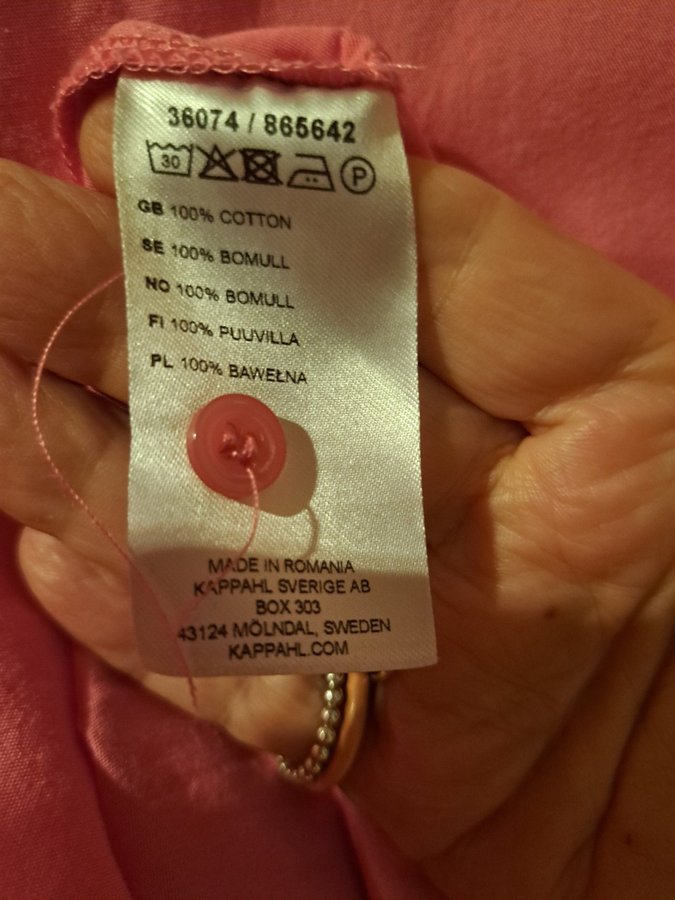 36074 / 865642
30 P
GB 100% COTTON
SE 100% BOMULL
NO 100% BOMULL
FI 100% PUUVILLA
PL 100% BAWEŁNA
MADE IN ROMANIA
KAPPAHL SVERIGE AB
BOX 303
43124 MÖLNDAL, SWEDEN
KAPPAHL.COM